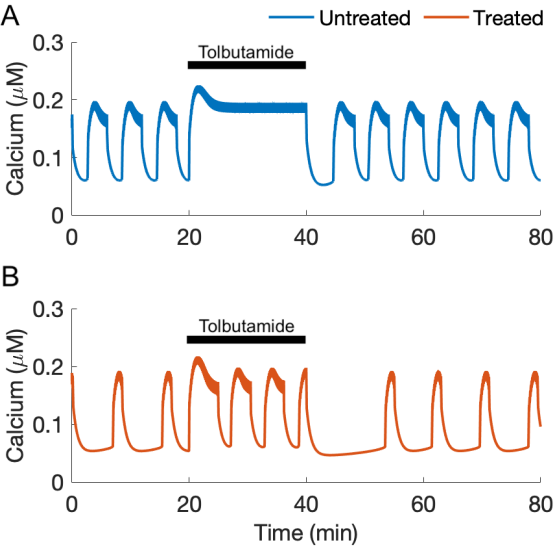 A
Untreated Treated
Tolbutamide
Calcium (μM)
0.3
0.2
0.1
0
0 20 40 60 80
B
Tolbutamide
Calcium (μM)
0.3
0.2
0.1
0
0 20 40 60 80
Time (min)